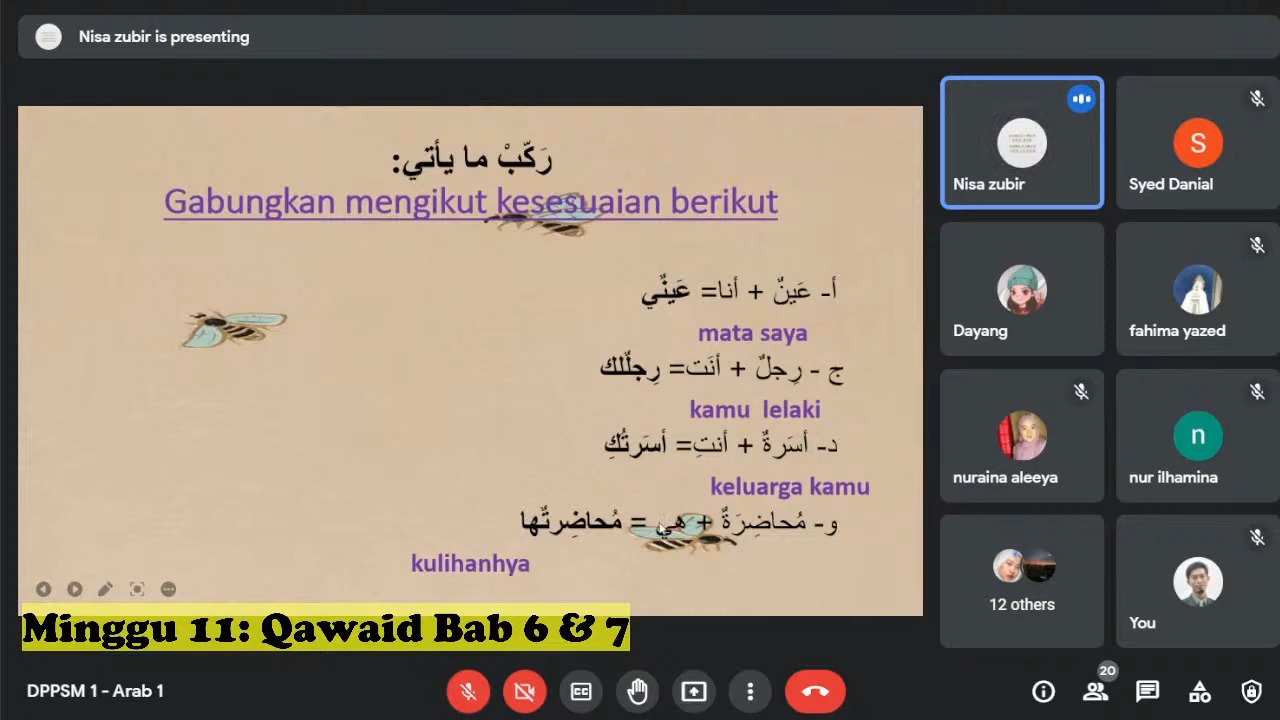 Nisa zubir is presenting
رَكّبْ ما يأتي:
Gabungkan mengikut kesesuaian berikut
أ- عَينٌ + أنا= عَينٌي
mata saya
ج - رِجلٌ + أنَت= رِجلٌلك
kamu lelaki
د- أسَرةٌ + أنتِ= أسَرتُكِ
keluarga kamu
و- مُحاضِرَةٌ + هي = مُحاضِرتٌها
kulihanhya
Minggu 11: Qawaid Bab 6 & 7
Nisa zubir
S
Syed Danial
Dayang
fahima yazed
nuraina aleeya
n
nur ilhamina
12 others
You
DPPSM 1 - Arab 1
CC
20